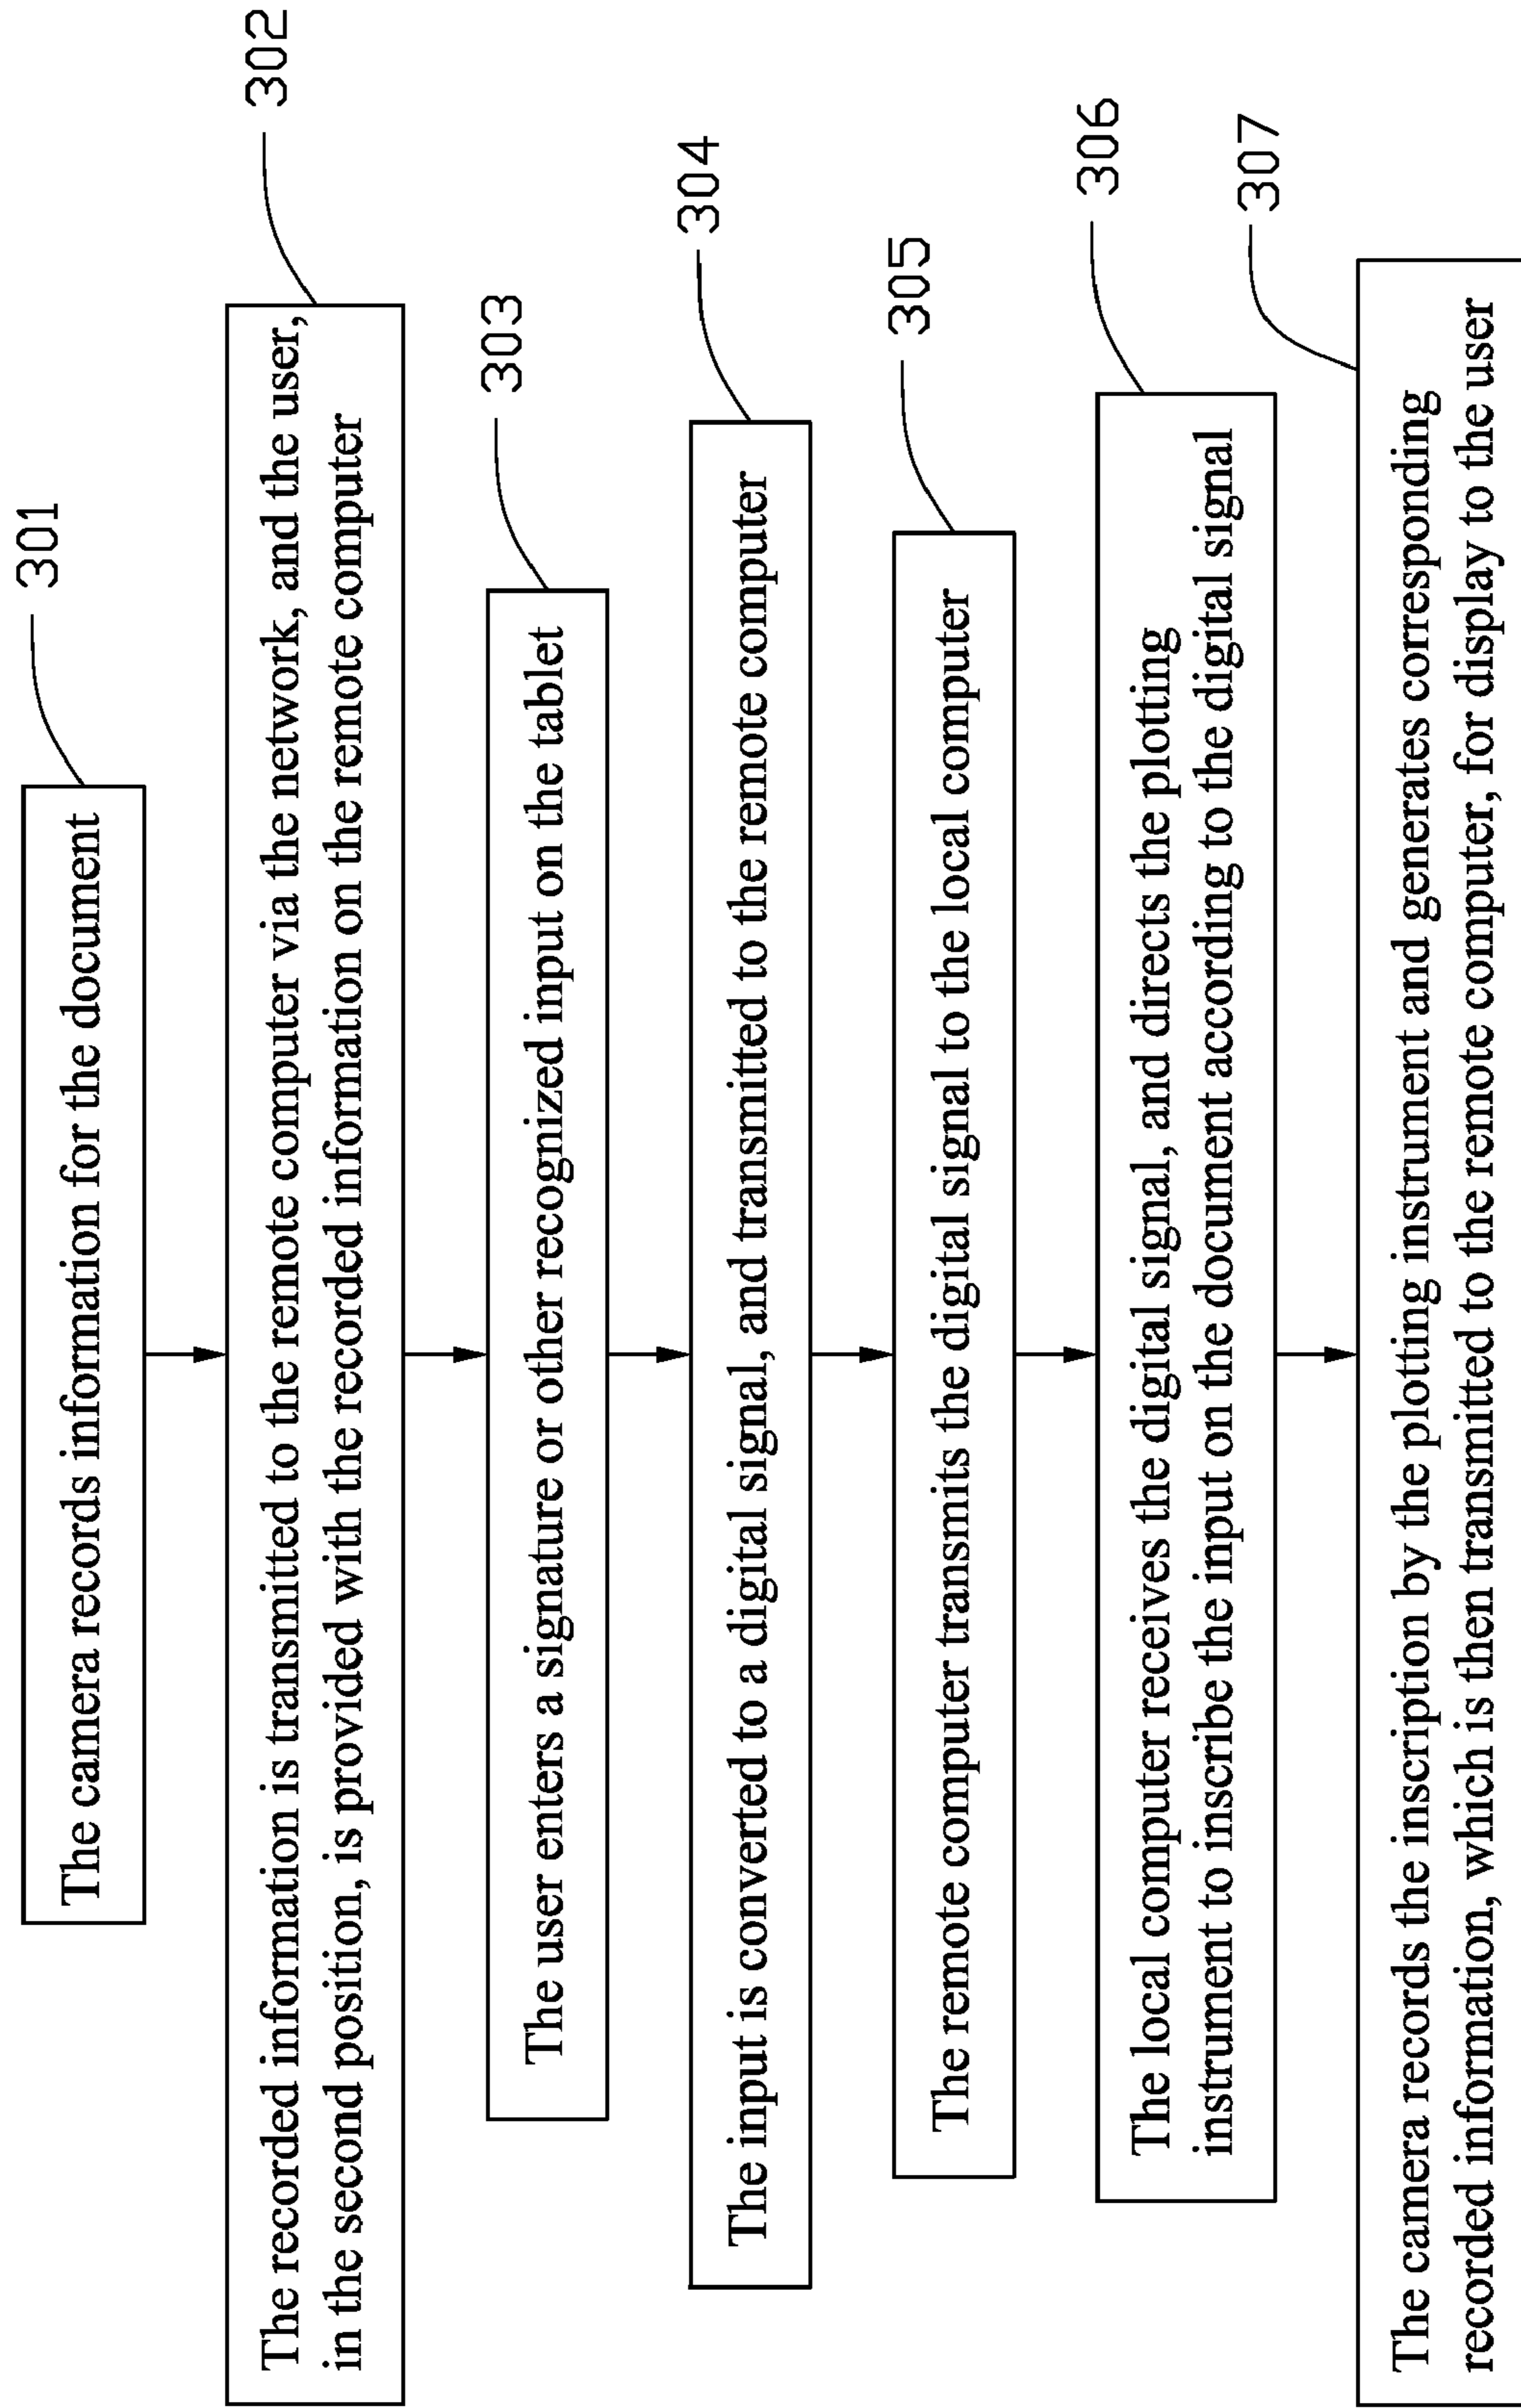 301
The camera records information for the document
302
The recorded information is transmitted to the remote computer via the network, and the user,
in the second position, is provided with the recorded information on the remote computer
303
The user enters a signature or other recognized input on the tablet
304
The input is converted to a digital signal, and transmitted to the remote computer
305
The remote computer transmits the digital signal to the local computer
306
The local computer receives the digital signal, and directs the plotting
instrument to inscribe the input on the document according to the digital signal
307
The camera records the inscription by the plotting instrument and generates corresponding
recorded information, which is then transmitted to the remote computer, for display to the user